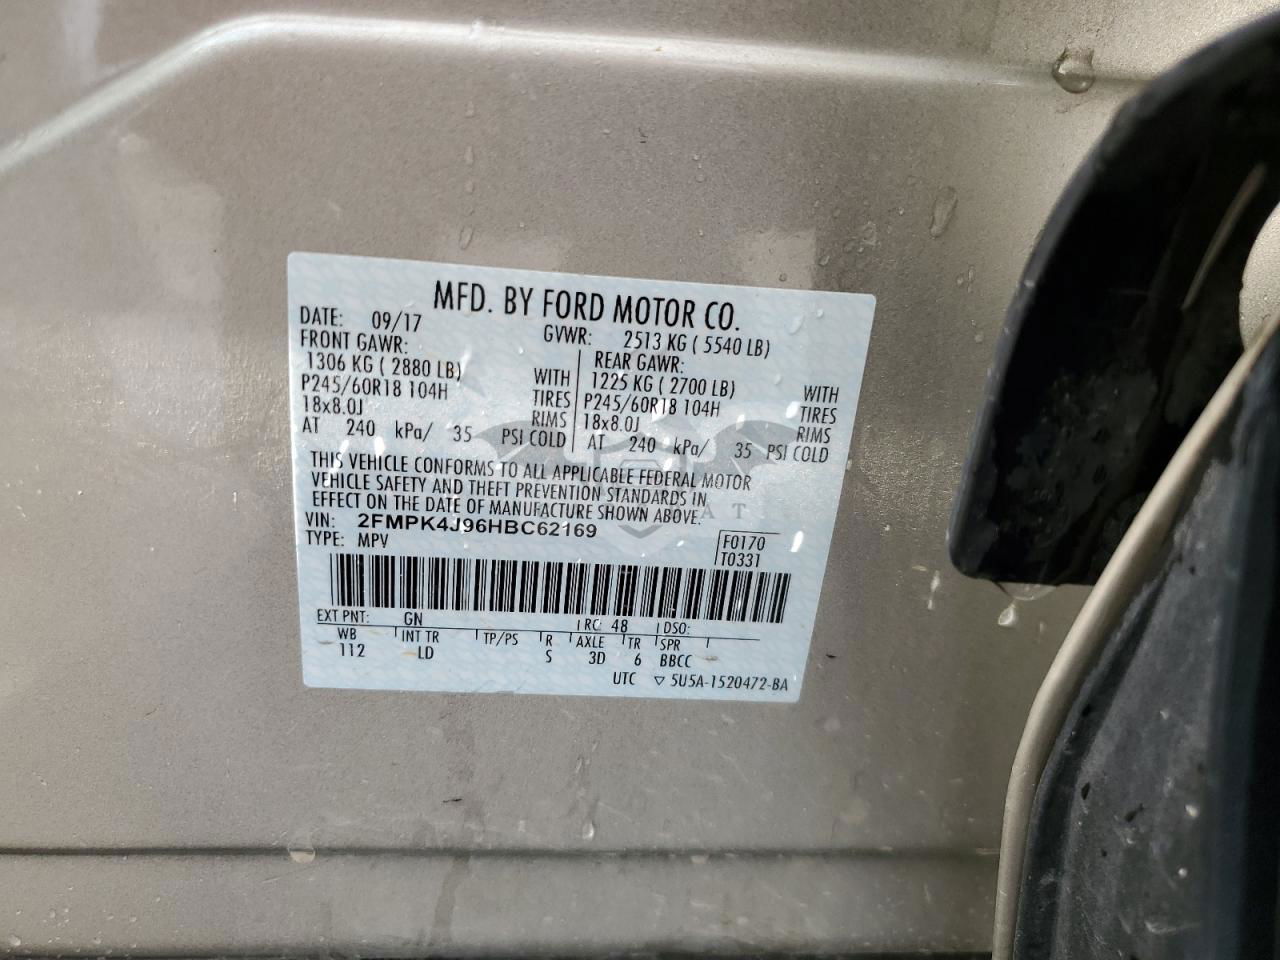 MFD. BY FORD MOTOR CO.
DATE: 09/17 GVWR: 2513 KG ( 5540 LB)
FRONT GAWR: REAR GAWR:
1306 KG ( 2880 LB) WITH 1225 KG ( 2700 LB) WITH
P245/60R18 104H TIRES P245/60R18 104H TIRES
18x8.0J RIMS 18x8.0J RIMS
AT 240 kPa/ 35 PSI COLD AT 240 kPa/ 35 PSI COLD
THIS VEHICLE CONFORMS TO ALL APPLICABLE FEDERAL MOTOR
VEHICLE SAFETY AND THEFT PREVENTION STANDARDS IN
EFFECT ON THE DATE OF MANUFACTURE SHOWN ABOVE.
VIN: 2FMPK4J96HBC62169 F0170
TYPE: MPV T0331
EXT PNT: GN RC: 48 DSO:
WB INT TR TP/PS R AXLE TR SPR
112 LD S 3D 6 BBCC
UTC ▽ 5U5A-1520472-BA